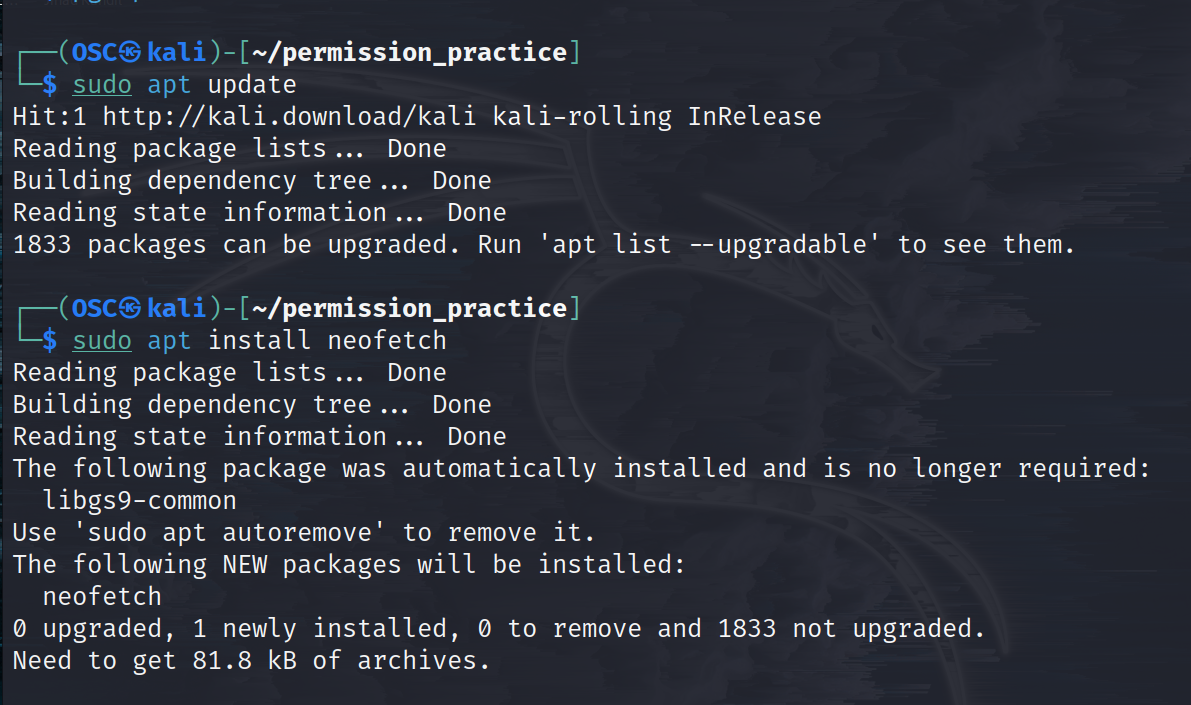 ┌──(OSC㉿kali)-[~/permission_practice]
└─$ sudo apt update
Hit:1 http://kali.download/kali kali-rolling InRelease
Reading package lists... Done
Building dependency tree... Done
Reading state information... Done
1833 packages can be upgraded. Run 'apt list --upgradable' to see them.
┌──(OSC㉿kali)-[~/permission_practice]
└─$ sudo apt install neofetch
Reading package lists... Done
Building dependency tree... Done
Reading state information... Done
The following package was automatically installed and is no longer required:
  libgs9-common
Use 'sudo apt autoremove' to remove it.
The following NEW packages will be installed:
  neofetch
0 upgraded, 1 newly installed, 0 to remove and 1833 not upgraded.
Need to get 81.8 kB of archives.